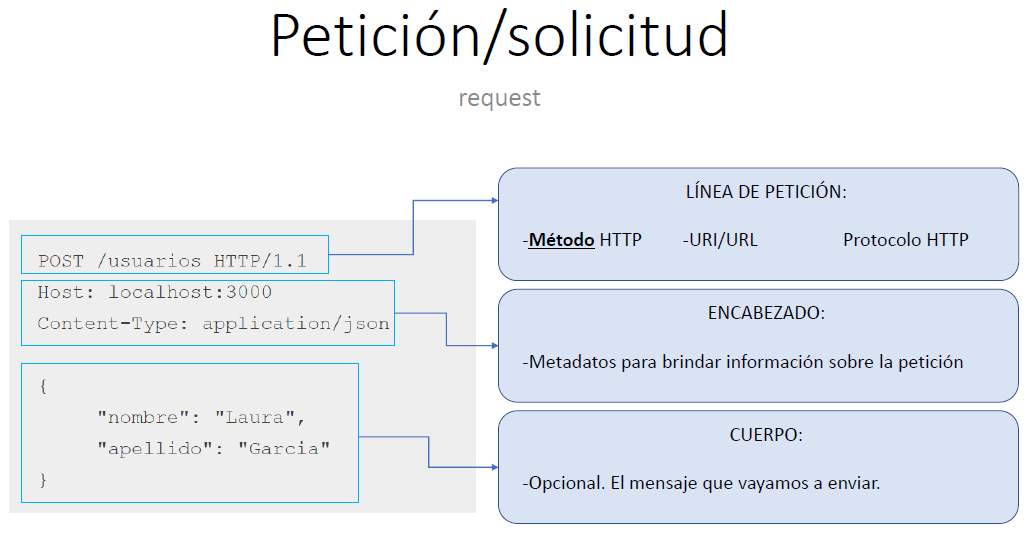 Petición/solicitud
request
POST /usuarios HTTP/1.1
Host: localhost:3000
Content-Type: application/json
{
"nombre": "Laura",
"apellido": "Garcia"
}
LÍNEA DE PETICIÓN:
-Método HTTP -URI/URL Protocolo HTTP
ENCABEZADO:
-Metadatos para brindar información sobre la petición
CUERPO:
-Opcional. El mensaje que vayamos a enviar.